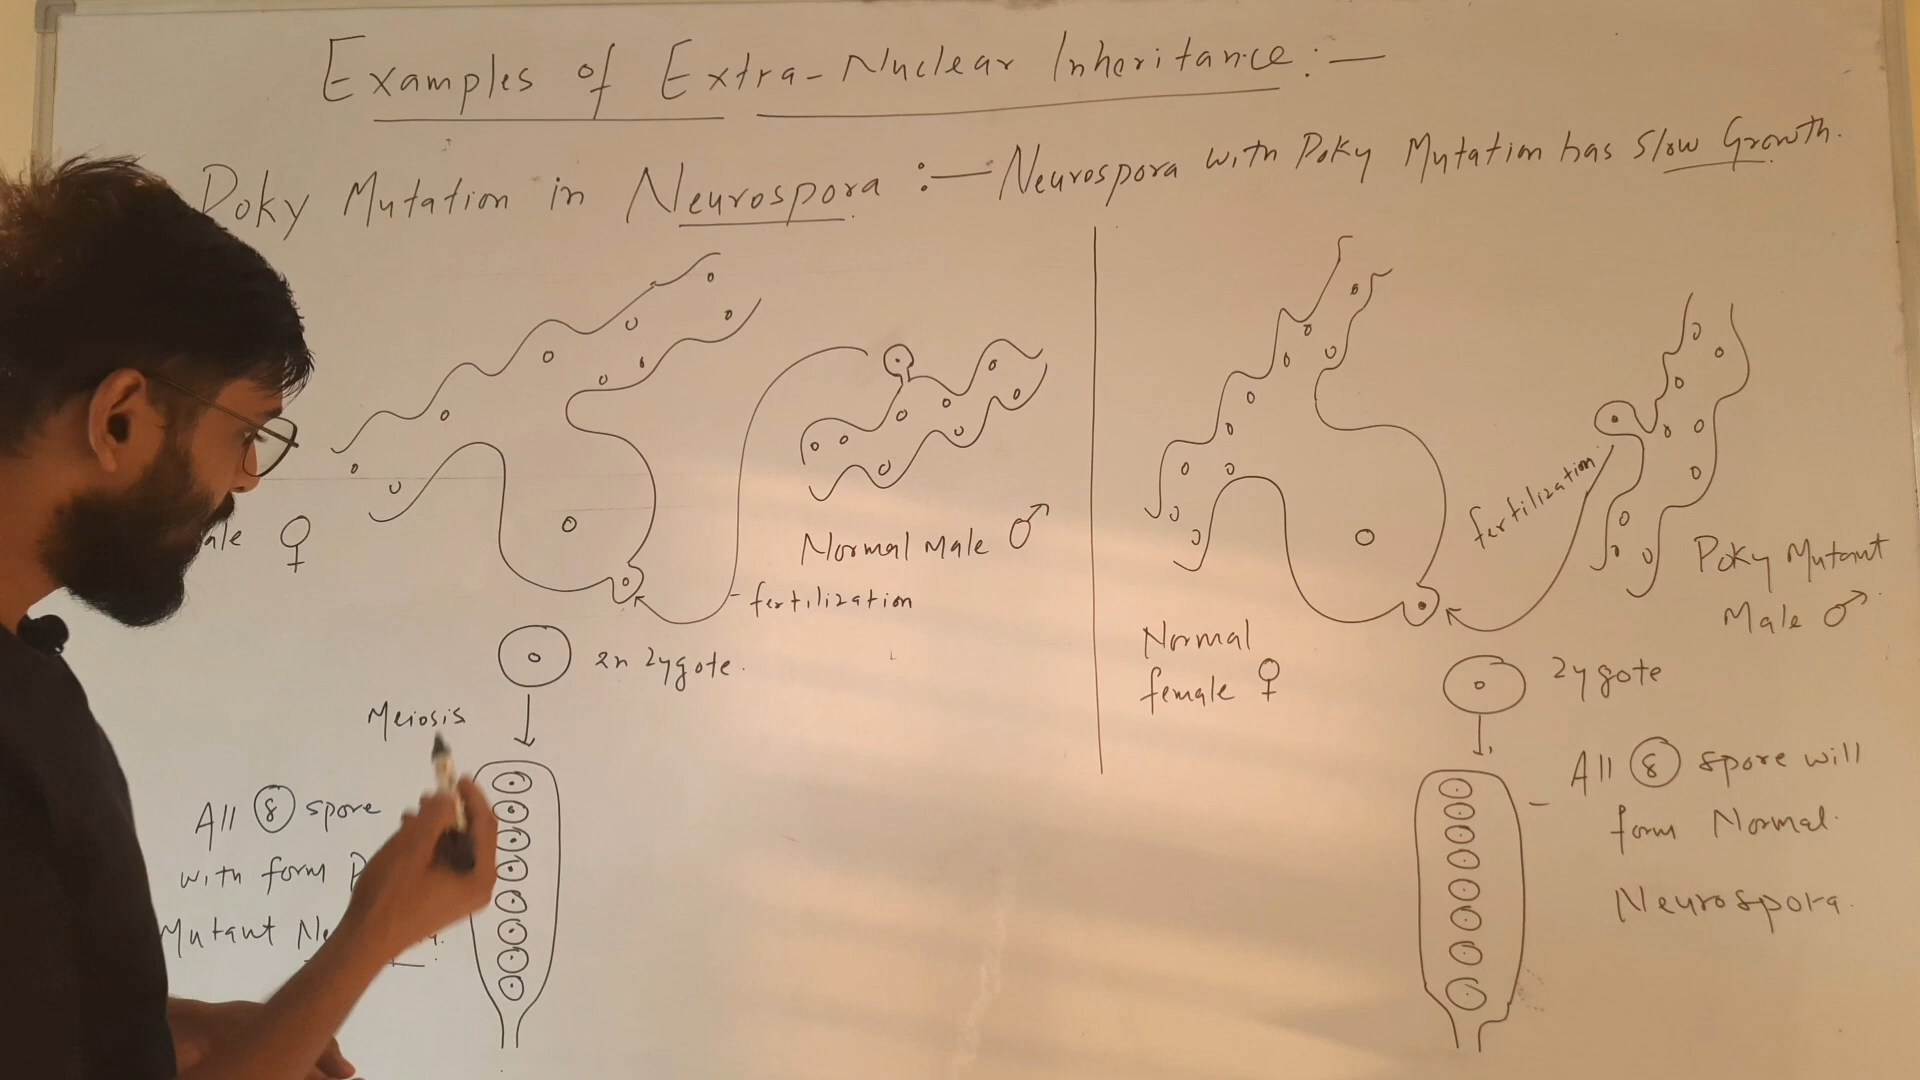 Examples of Extra-Nuclear Inheritance:—
Poky Mutation in Neurospora :— Neurospora with Poky Mutation has Slow Growth.
♀
Normal Male ♂
fertilization
2n Zygote.
Meiosis
All 8 spore
with form
Mutant
fertilization
Poky Mutant
Male ♂
Normal
female ♀
Zygote
All 8 spore will
form Normal.
Neurospora.